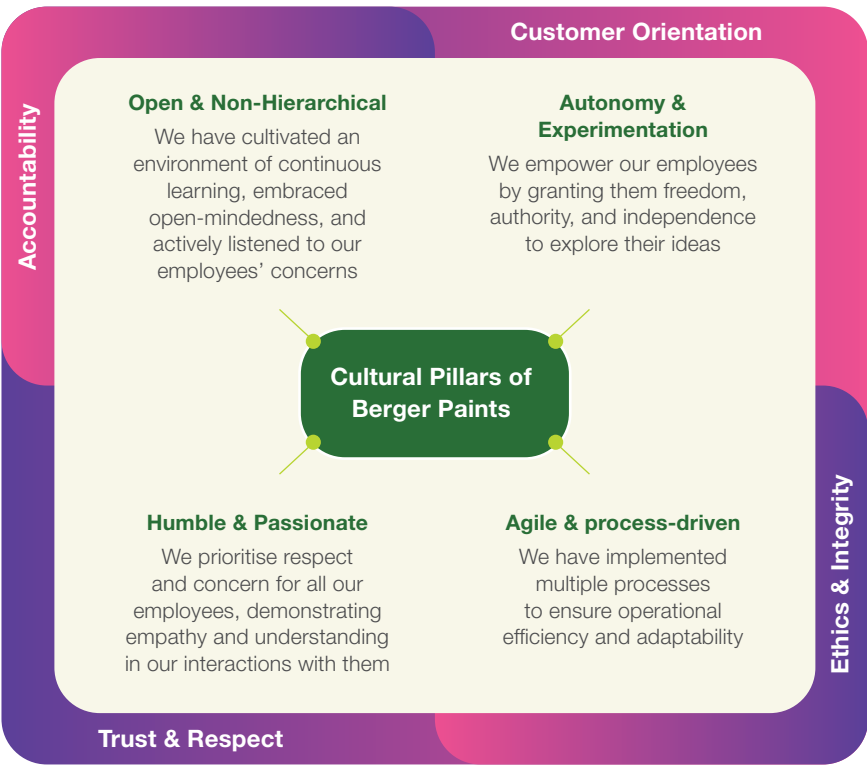 Customer Orientation
Accountability
Open & Non-Hierarchical
We have cultivated an
environment of continuous
learning, embraced
open-mindedness, and
actively listened to our
employees’ concerns
Autonomy &
Experimentation
We empower our employees
by granting them freedom,
authority, and independence
to explore their ideas
Cultural Pillars of
Berger Paints
Humble & Passionate
We prioritise respect
and concern for all our
employees, demonstrating
empathy and understanding
in our interactions with them
Agile & process-driven
We have implemented
multiple processes
to ensure operational
efficiency and adaptability
Ethics & Integrity
Trust & Respect